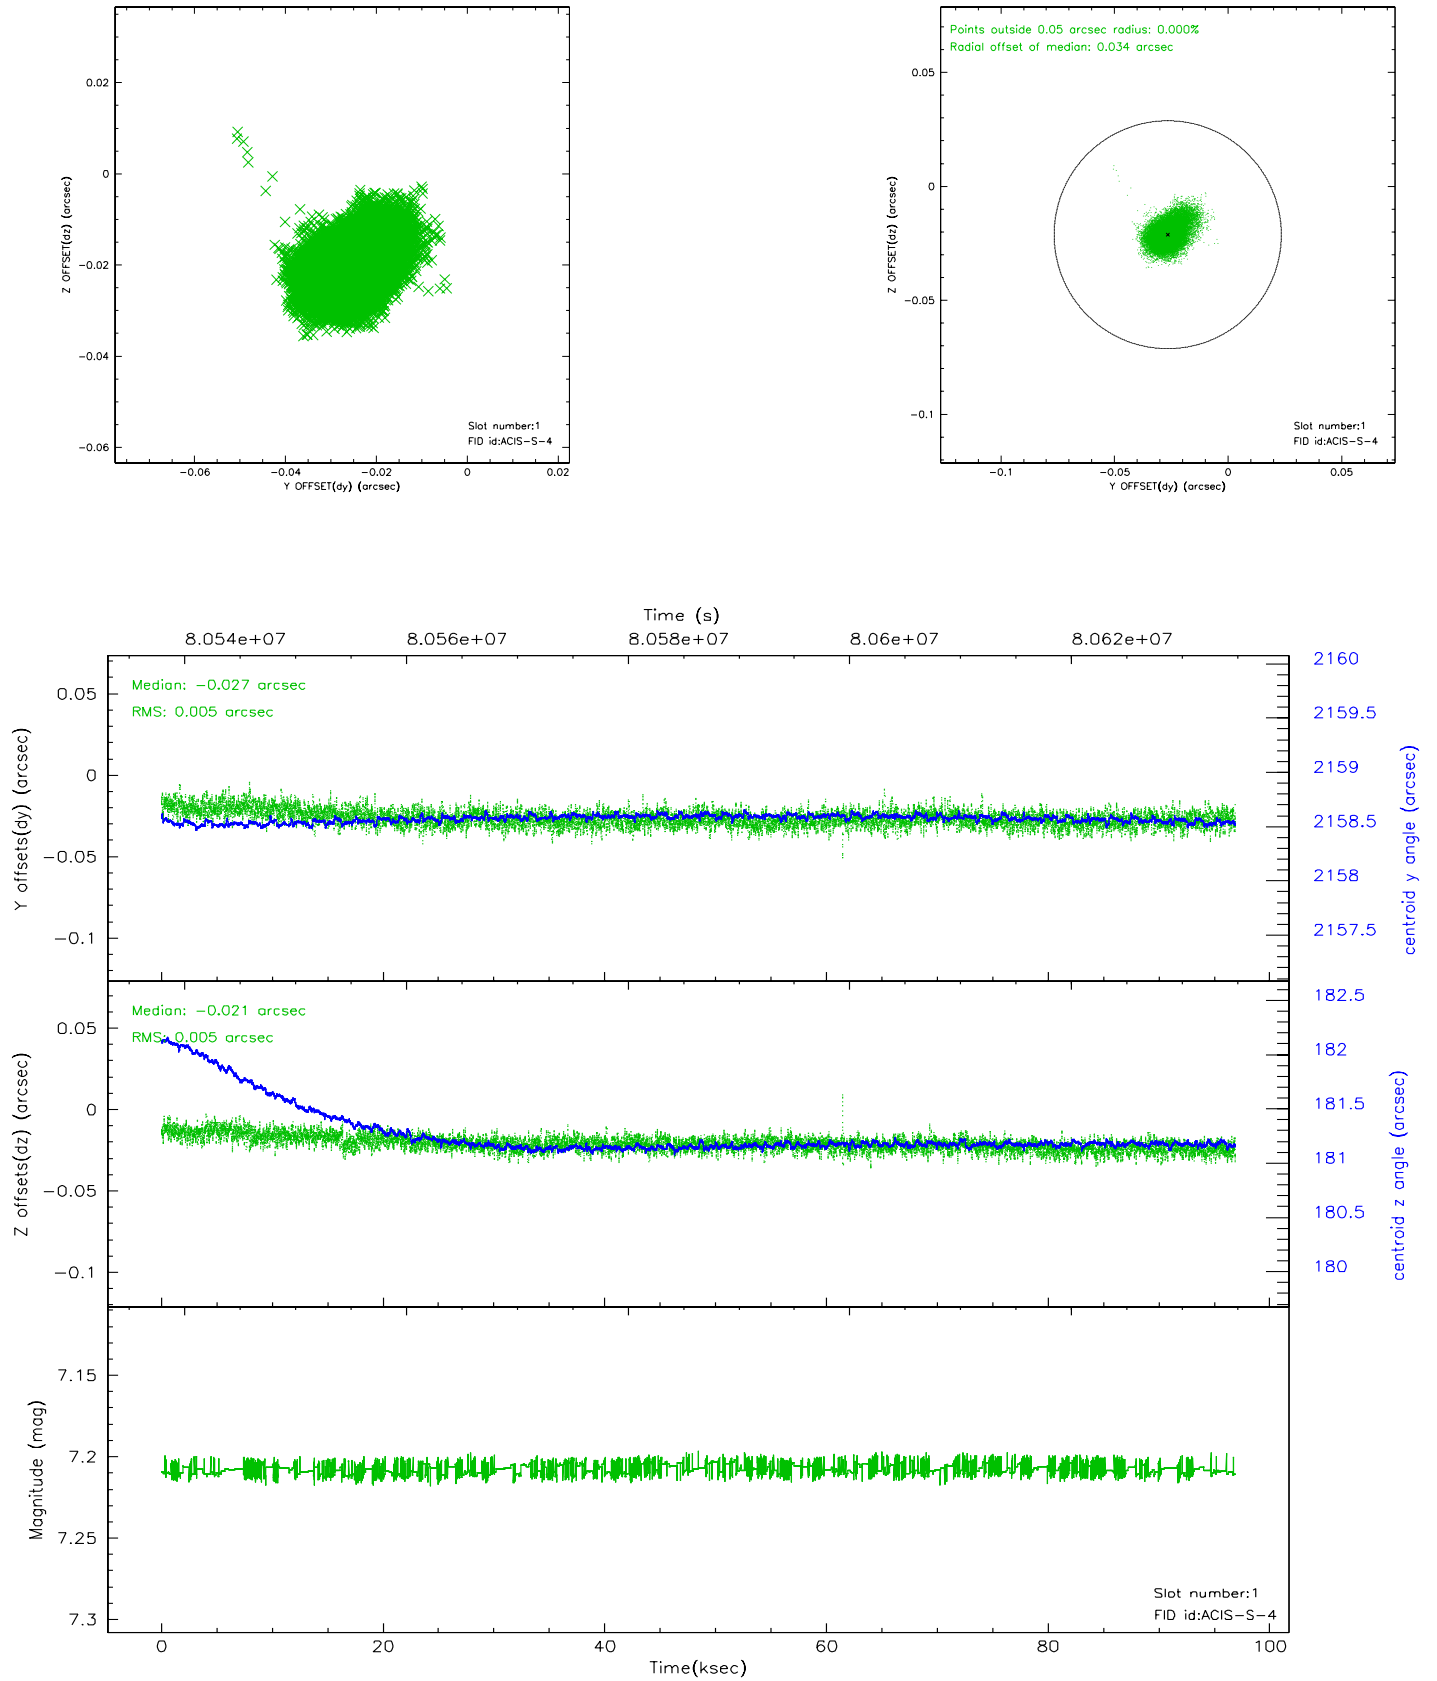 0.02
0
−0.02
−0.04
−0.06
Z OFFSET(dz) (arcsec)
Slot number:1
FID id:ACIS−S−4
−0.06 −0.04 −0.02 0 0.02
Y OFFSET(dy) (arcsec)
Points outside 0.05 arcsec radius: 0.000%
Radial offset of median: 0.034 arcsec
0.05
0
−0.05
−0.1
Z OFFSET(dz) (arcsec)
Slot number:1
FID id:ACIS−S−4
−0.1 −0.05 0 0.05
Y OFFSET(dy) (arcsec)
Time (s)
8.054e+07 8.056e+07 8.058e+07 8.06e+07 8.062e+07
Median: −0.027 arcsec
RMS: 0.005 arcsec
0.05
0
−0.05
−0.1
Y offsets(dy) (arcsec)
2160
2159.5
2159
2158.5
2158
2157.5
centroid y angle (arcsec)
Median: −0.021 arcsec
RMS: 0.005 arcsec
0.05
0
−0.05
−0.1
Z offsets(dz) (arcsec)
182.5
182
181.5
181
180.5
180
centroid z angle (arcsec)
7.15
7.2
7.25
7.3
Magnitude (mag)
Slot number:1
FID id:ACIS−S−4
0 20 40 60 80 100
Time(ksec)